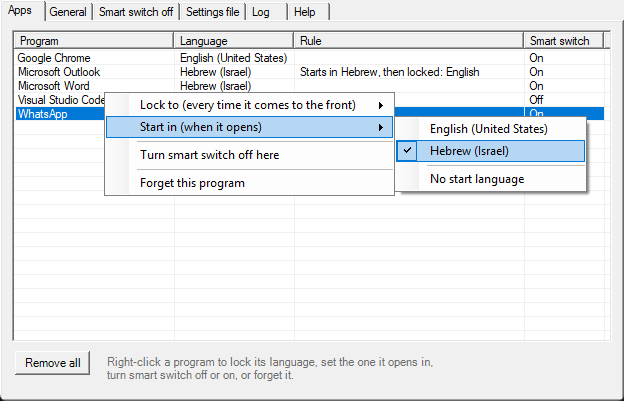 Apps General Smart switch off Settings file Log Help
Program Language Rule Smart switch
Google Chrome English (United States) On
Microsoft Outlook Hebrew (Israel) Starts in Hebrew, then locked: English On
Microsoft Word Hebrew (Israel) On
Visual Studio Code Off
WhatsApp On
Lock to (every time it comes to the front)
Start in (when it opens)
Turn smart switch off here
Forget this program
English (United States)
Hebrew (Israel)
No start language
Remove all
Right-click a program to lock its language, set the one it opens in,
turn smart switch off or on, or forget it.